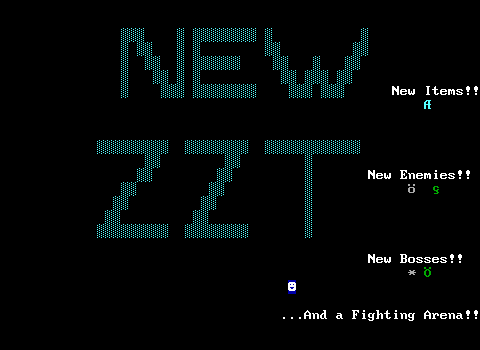 NEW
New Items!!
ZZT
New Enemies!!
New Bosses!!
...And a Fighting Arena!!